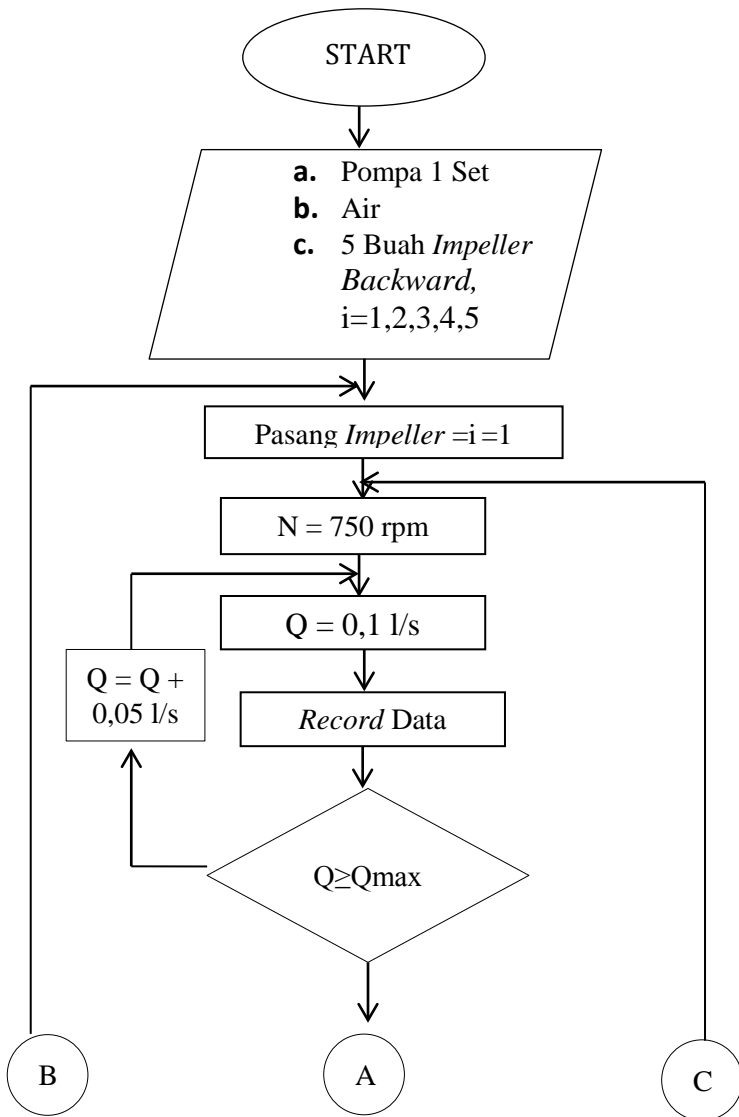 START
a. Pompa 1 Set
b. Air
c. 5 Buah Impeller
Backward,
i=1,2,3,4,5
Pasang Impeller =i =1
N = 750 rpm
Q = 0,1 l/s
Q = Q +
0,05 l/s
Record Data
Q≥Qmax
B
A
C